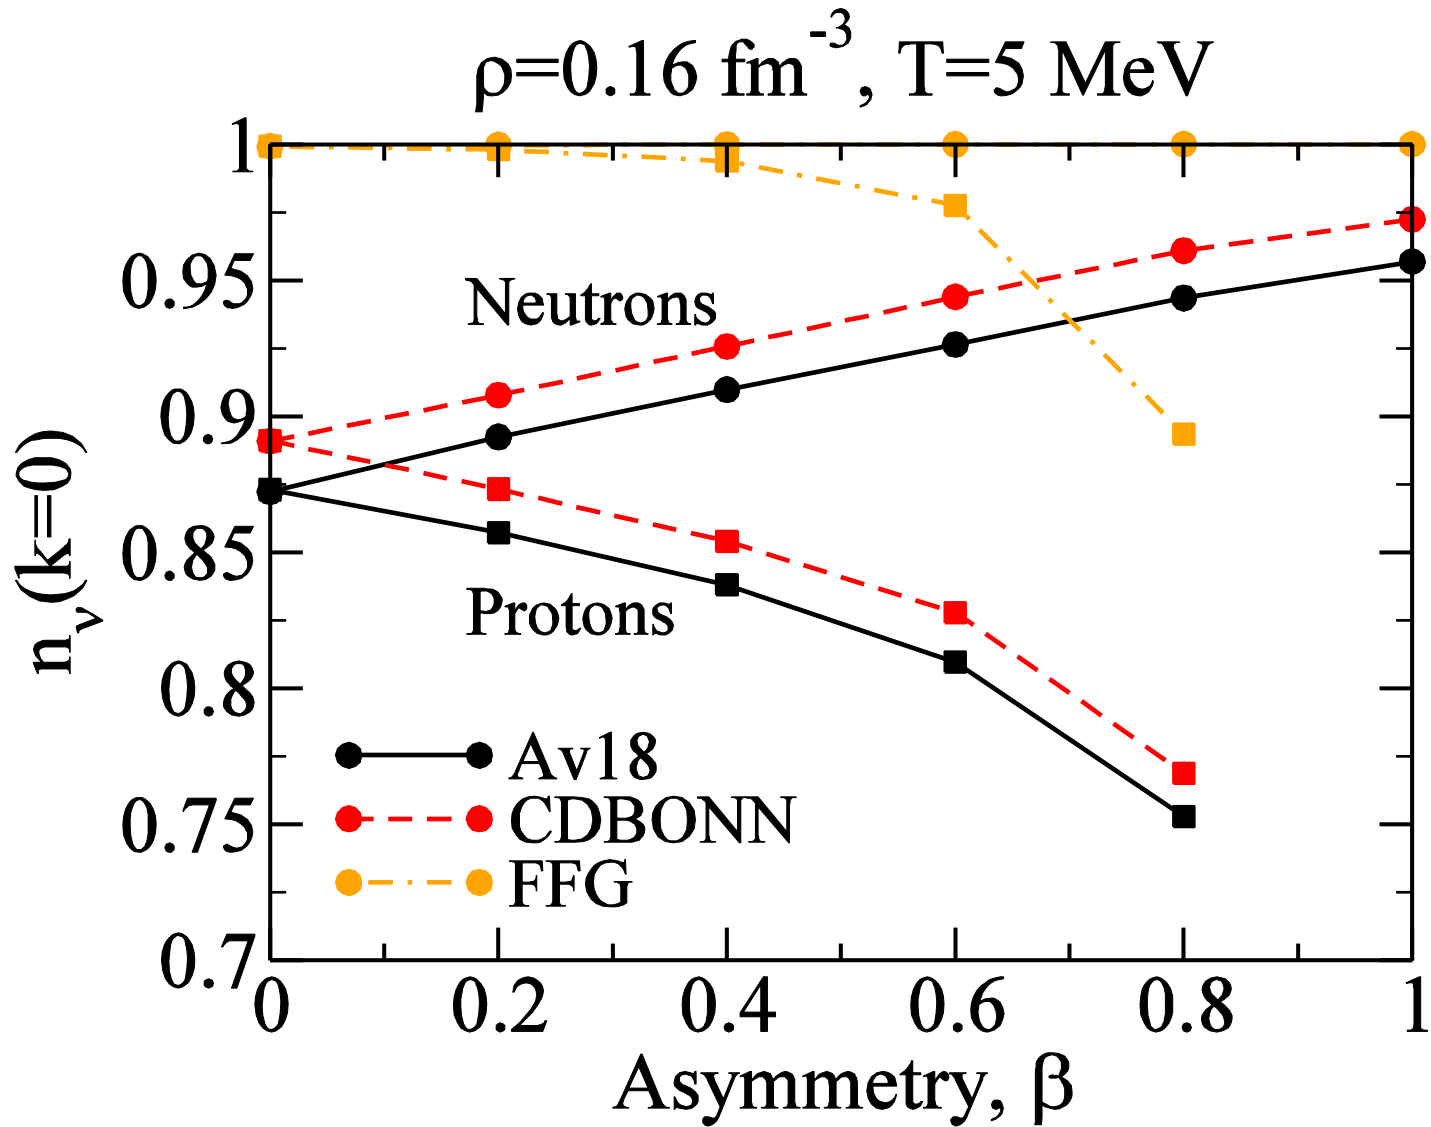 ρ=0.16 fm⁻³, T=5 MeV
1
0.95
Neutrons
0.9
n_ν(k=0)
0.85
Protons
0.8
Av18
0.75
CDBONN
FFG
0.7
0 0.2 0.4 0.6 0.8 1
Asymmetry, β